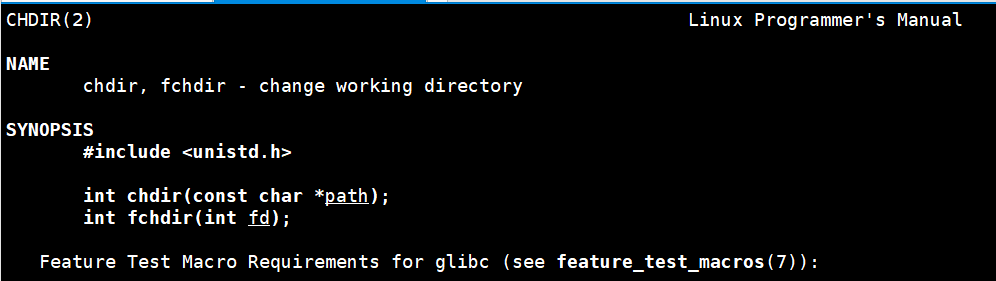 CHDIR(2) Linux Programmer's Manual
NAME
chdir, fchdir - change working directory
SYNOPSIS
#include <unistd.h>
int chdir(const char *path);
int fchdir(int fd);
Feature Test Macro Requirements for glibc (see feature_test_macros(7)):